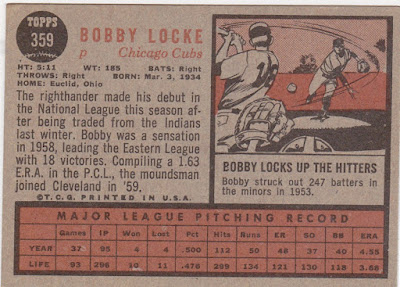 TOPPS
359
BOBBY LOCKE
p Chicago Cubs
HT: 5:11 WT: 185 BATS: Right
THROWS: Right BORN: Mar. 3, 1934
HOME: Euclid, Ohio
The righthander made his debut in
the National League this season af-
ter being traded from the Indians
last winter. Bobby was a sensation
in 1958, leading the Eastern League
with 18 victories. Compiling a 1.63
E.R.A. in the P.C.L., the moundsman
joined Cleveland in '59.
© T. C. G. PRINTED IN U.S.A.
18
BOBBY LOCKS UP THE HITTERS
Bobby struck out 247 batters in
the minors in 1953.
MAJOR LEAGUE PITCHING RECORD
Games IP Won Lost Pct. Hits Runs SO ER BB ERA
YEAR 37 95 4 4 .500 112 50 37 40
LIFE 93 296 10 11 .476 299 134 121 130 118